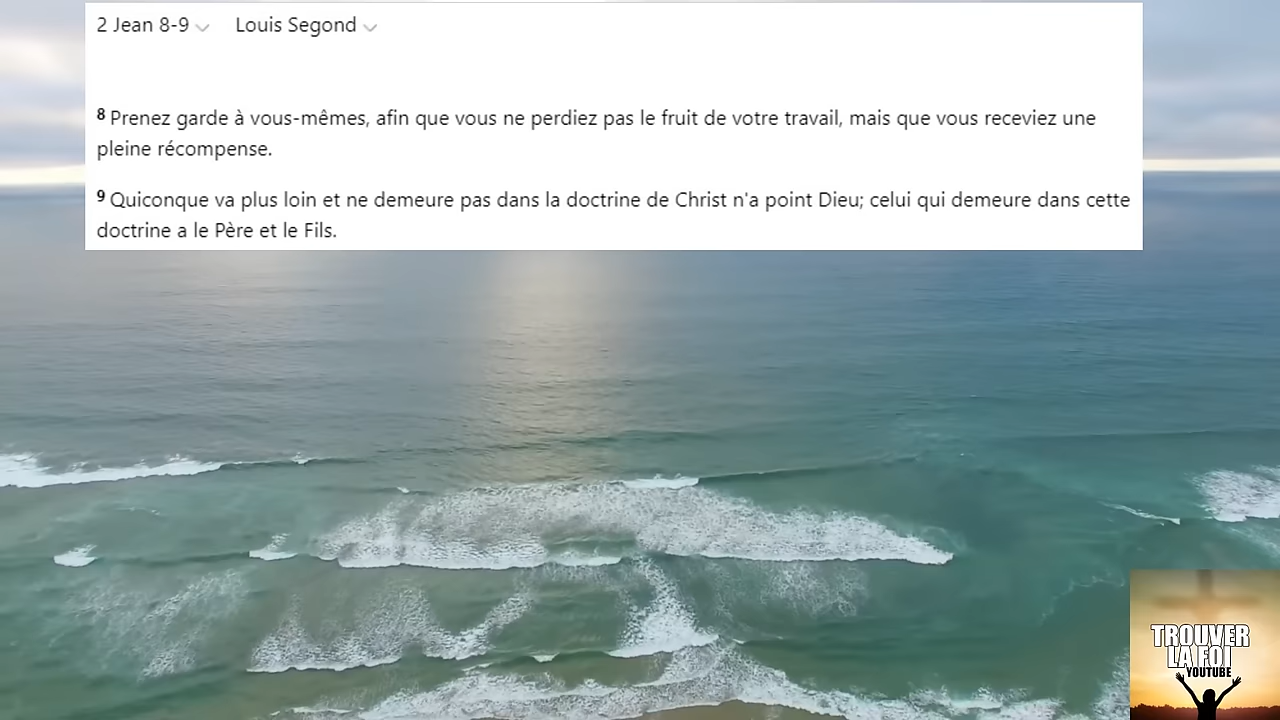 2 Jean 8-9 Louis Segond
8 Prenez garde à vous-mêmes, afin que vous ne perdiez pas le fruit de votre travail, mais que vous receviez une
pleine récompense.
9 Quiconque va plus loin et ne demeure pas dans la doctrine de Christ n'a point Dieu; celui qui demeure dans cette
doctrine a le Père et le Fils.
TROUVER
LA FOI
YOUTUBE